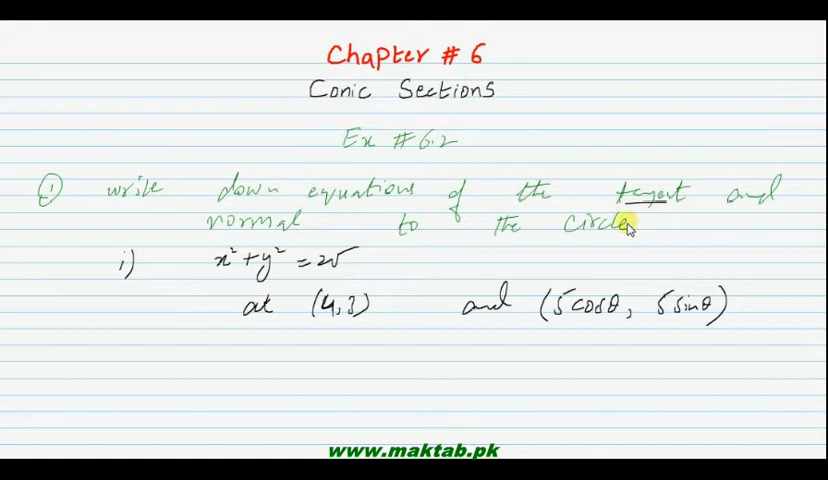 Chapter # 6
Conic Sections
Ex # 6.2
① write down equations of the tangent and
normal to the circle
i) x² + y² = 25
at (4,3) and (5cosθ, 5sinθ)
www.maktab.pk